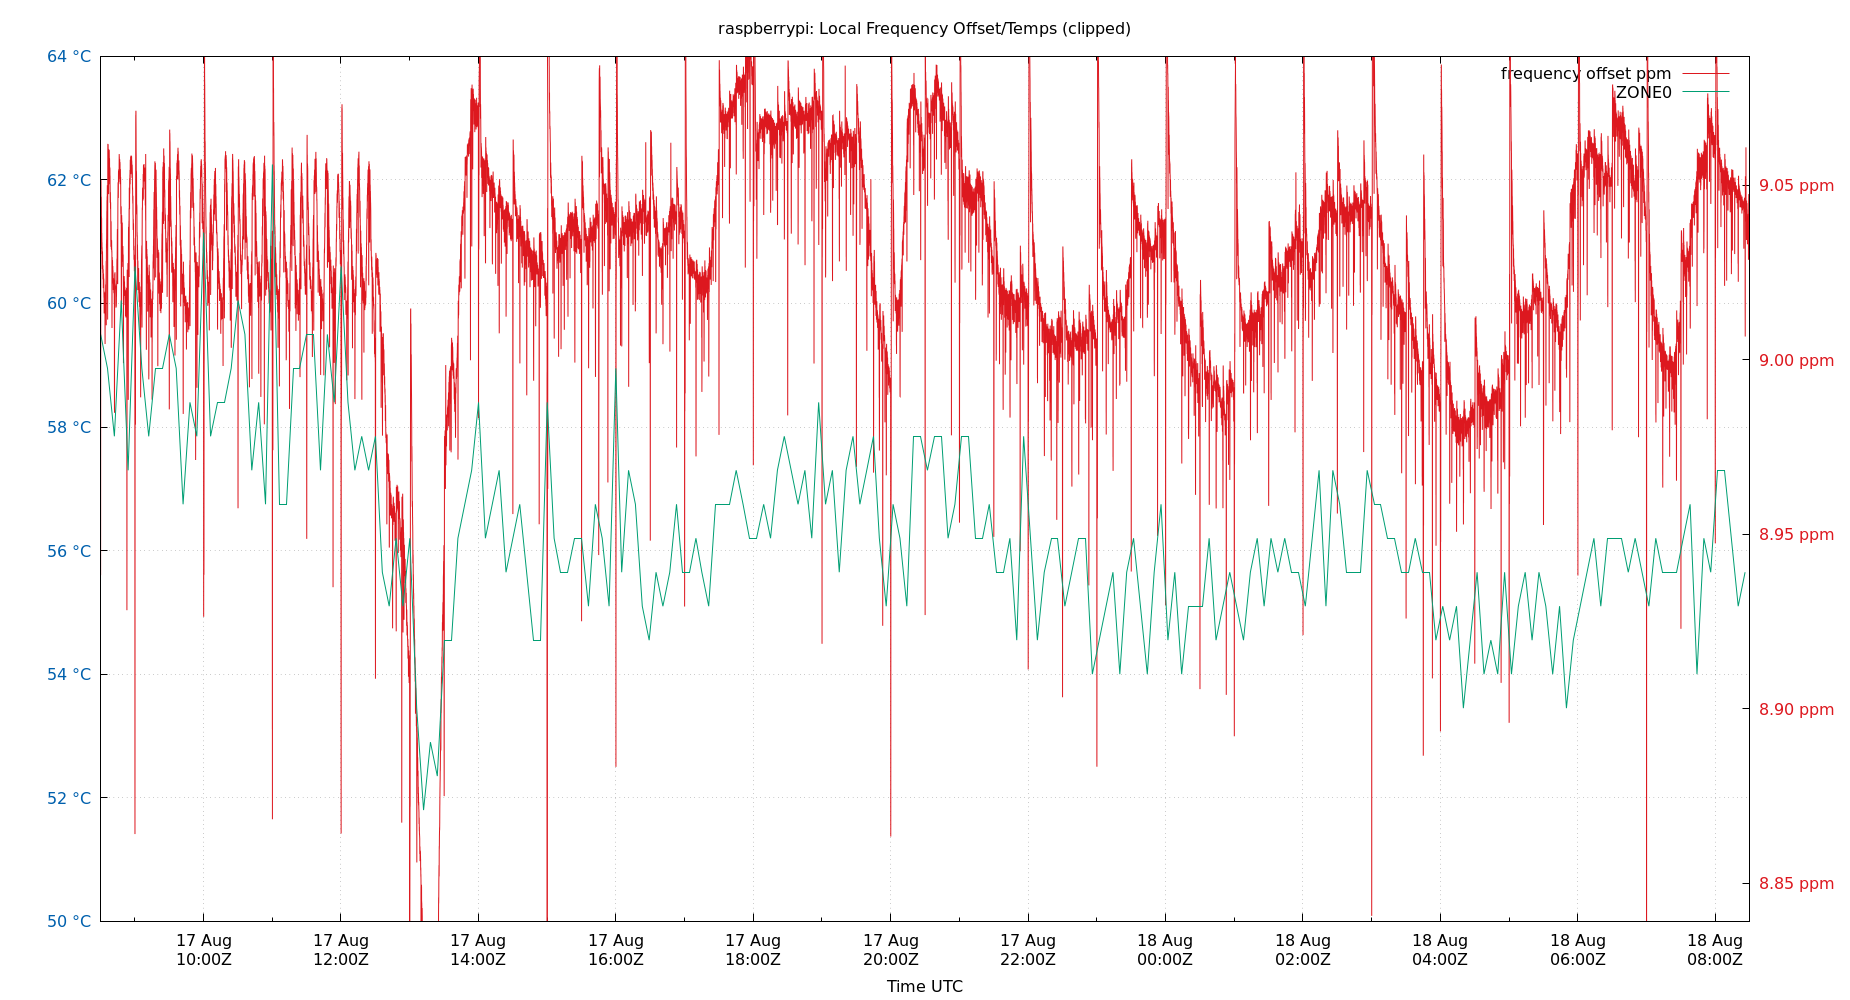 raspberrypi: Local Frequency Offset/Temps (clipped)
64 °C
62 °C
60 °C
58 °C
56 °C
54 °C
52 °C
50 °C
frequency offset ppm
ZONE0
9.05 ppm
9.00 ppm
8.95 ppm
8.90 ppm
8.85 ppm
17 Aug 17 Aug 17 Aug 17 Aug 17 Aug 17 Aug 17 Aug 18 Aug 18 Aug 18 Aug 18 Aug 18 Aug
10:00Z 12:00Z 14:00Z 16:00Z 18:00Z 20:00Z 22:00Z 00:00Z 02:00Z 04:00Z 06:00Z 08:00Z
Time UTC